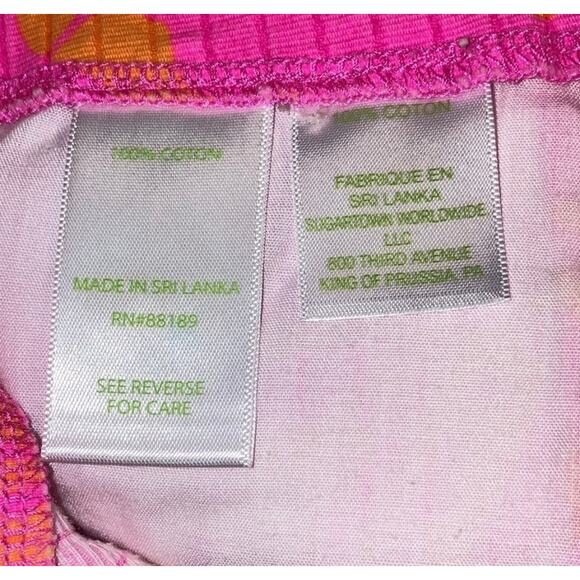 100% COTTON
MADE IN SRI LANKA
RN#88189
SEE REVERSE
FOR CARE
100% COTON
FABRIQUE EN
SRI LANKA
SUGARTOWN WORLDWIDE
LLC
800 THIRD AVENUE
KING OF PRUSSIA, PA